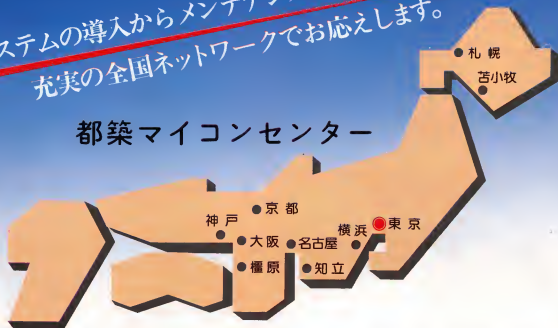 ステムの導入からメンテナンス
充実の全国ネットワークでお応えします。
都築マイコンセンター
札幌
苫小牧
京都
神戸
大阪
名古屋
横浜
東京
橿原
知立